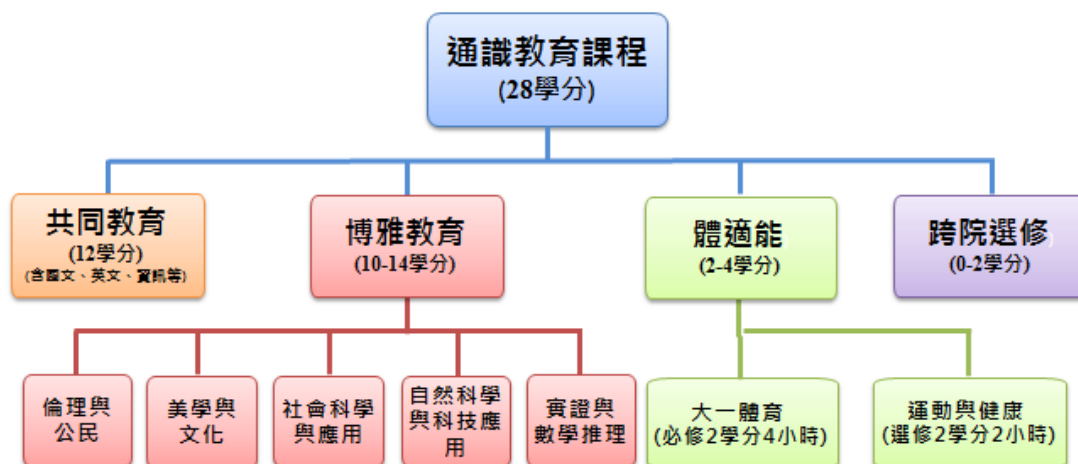 通識教育課程
(28學分)
共同教育
(12學分)
(含國文、英文、資訊等)
博雅教育
(10-14學分)
體適能
(2-4學分)
跨院選修
(0-2學分)
倫理與
公民
美學與
文化
社會科學
與應用
自然科學
與科技應
用
實證與
數學推理
大一體育
(必修2學分4小時)
運動與健康
(選修2學分2小時)